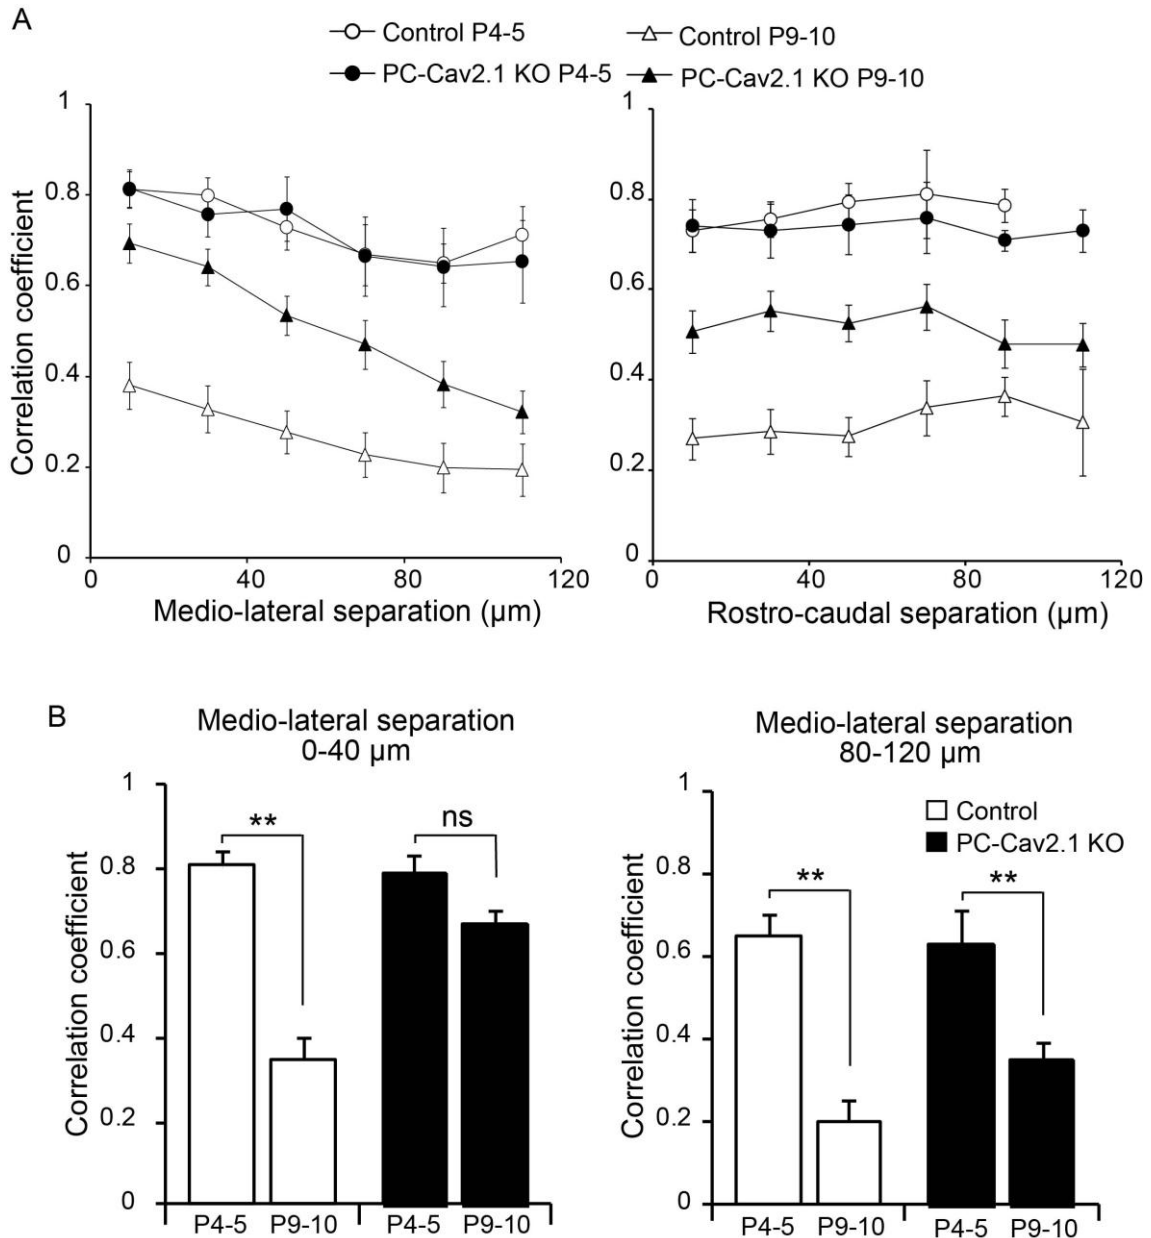 A
Control P4-5
Control P9-10
PC-Cav2.1 KO P4-5
PC-Cav2.1 KO P9-10
1
0.8
0.6
0.4
0.2
0
Correlation coefficient
0 40 80 120
Medio-lateral separation (μm)
1
0.8
0.6
0.4
0.2
0
0 40 80 120
Rostro-caudal separation (μm)
B
Medio-lateral separation
0-40 μm
1
0.8
0.6
0.4
0.2
0
Correlation coefficient
**
ns
P4-5 P9-10 P4-5 P9-10
Medio-lateral separation
80-120 μm
1
0.8
0.6
0.4
0.2
0
Correlation coefficient
Control
PC-Cav2.1 KO
**
**
P4-5 P9-10 P4-5 P9-10